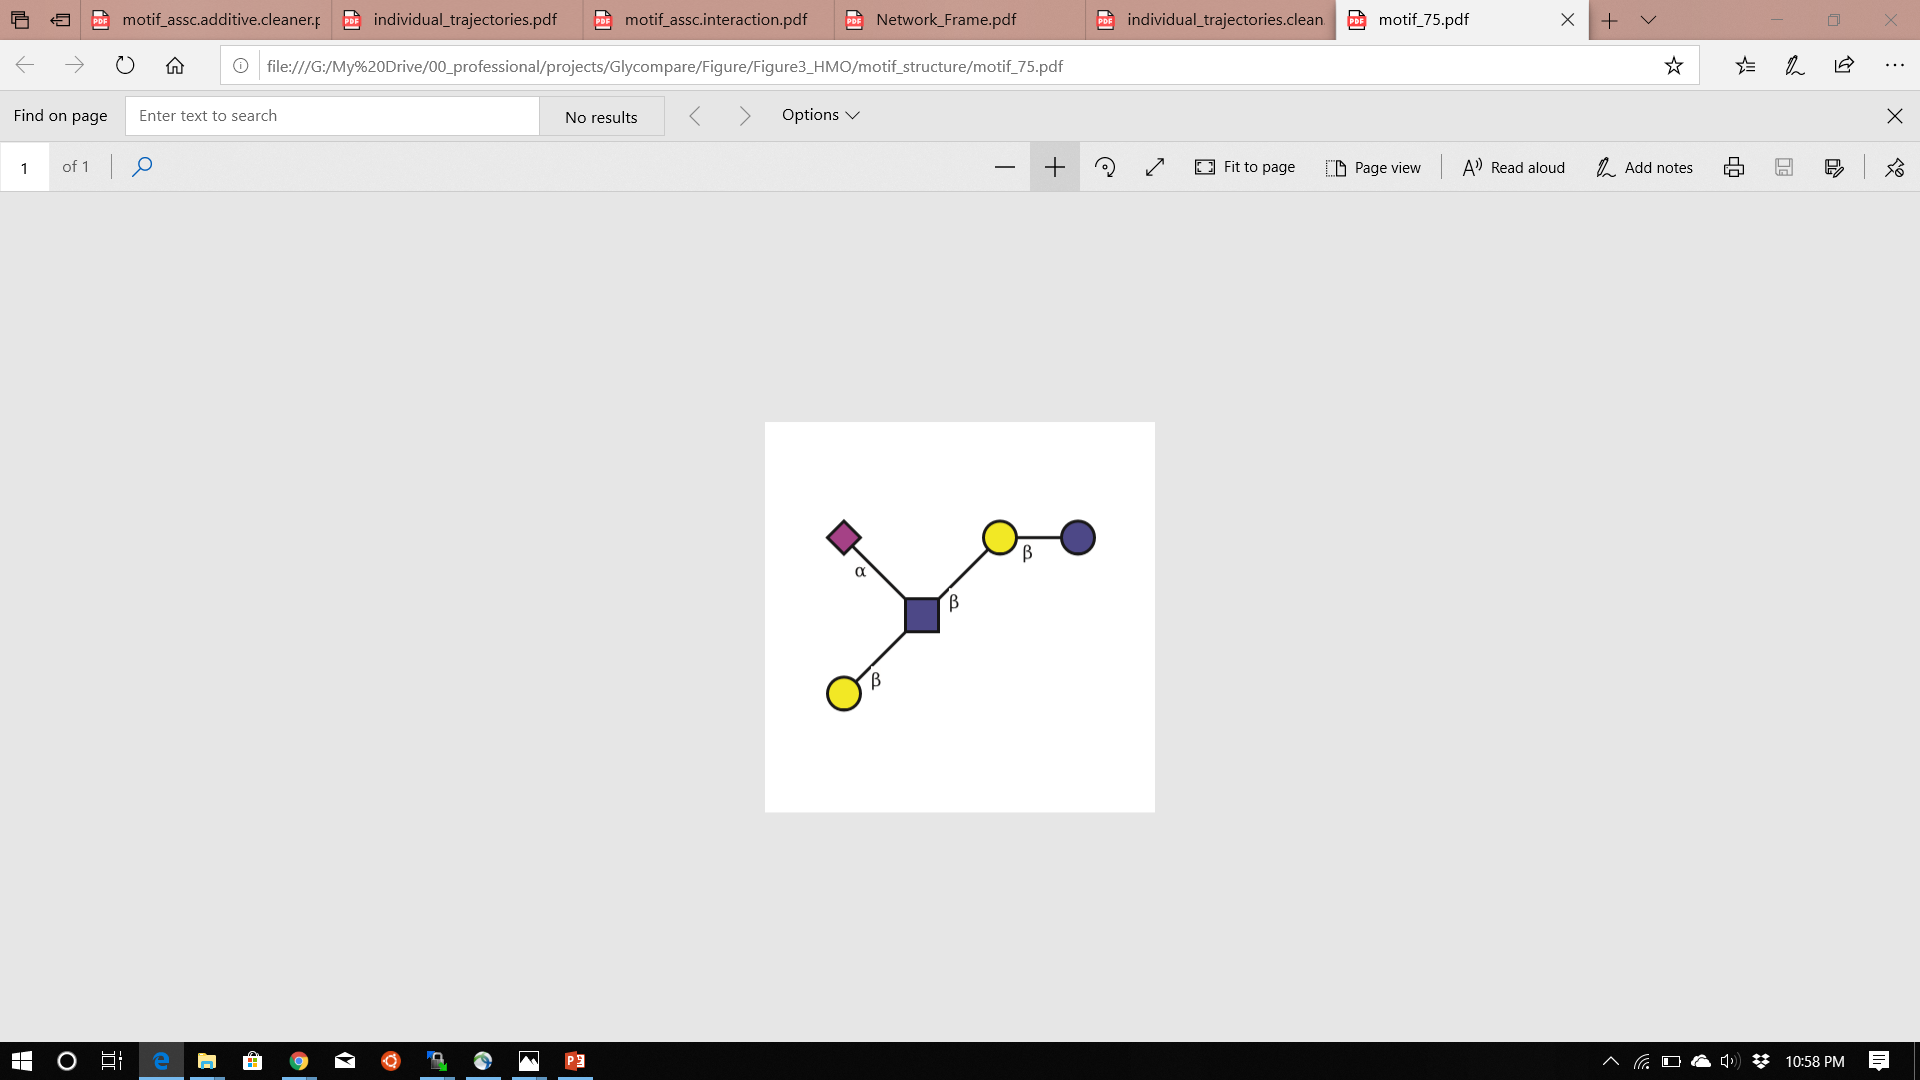 motif_assc.additive.cleaner.p
individual_trajectories.pdf
motif_assc.interaction.pdf
Network_Frame.pdf
individual_trajectories.clean
motif_75.pdf
file:///G:/My%20Drive/00_professional/projects/Glycompare/Figure/Figure3_HMO/motif_structure/motif_75.pdf
Find on page
Enter text to search
No results
Options
1 of 1
Fit to page
Page view
Read aloud
Add notes
β
α
β
β
10:58 PM